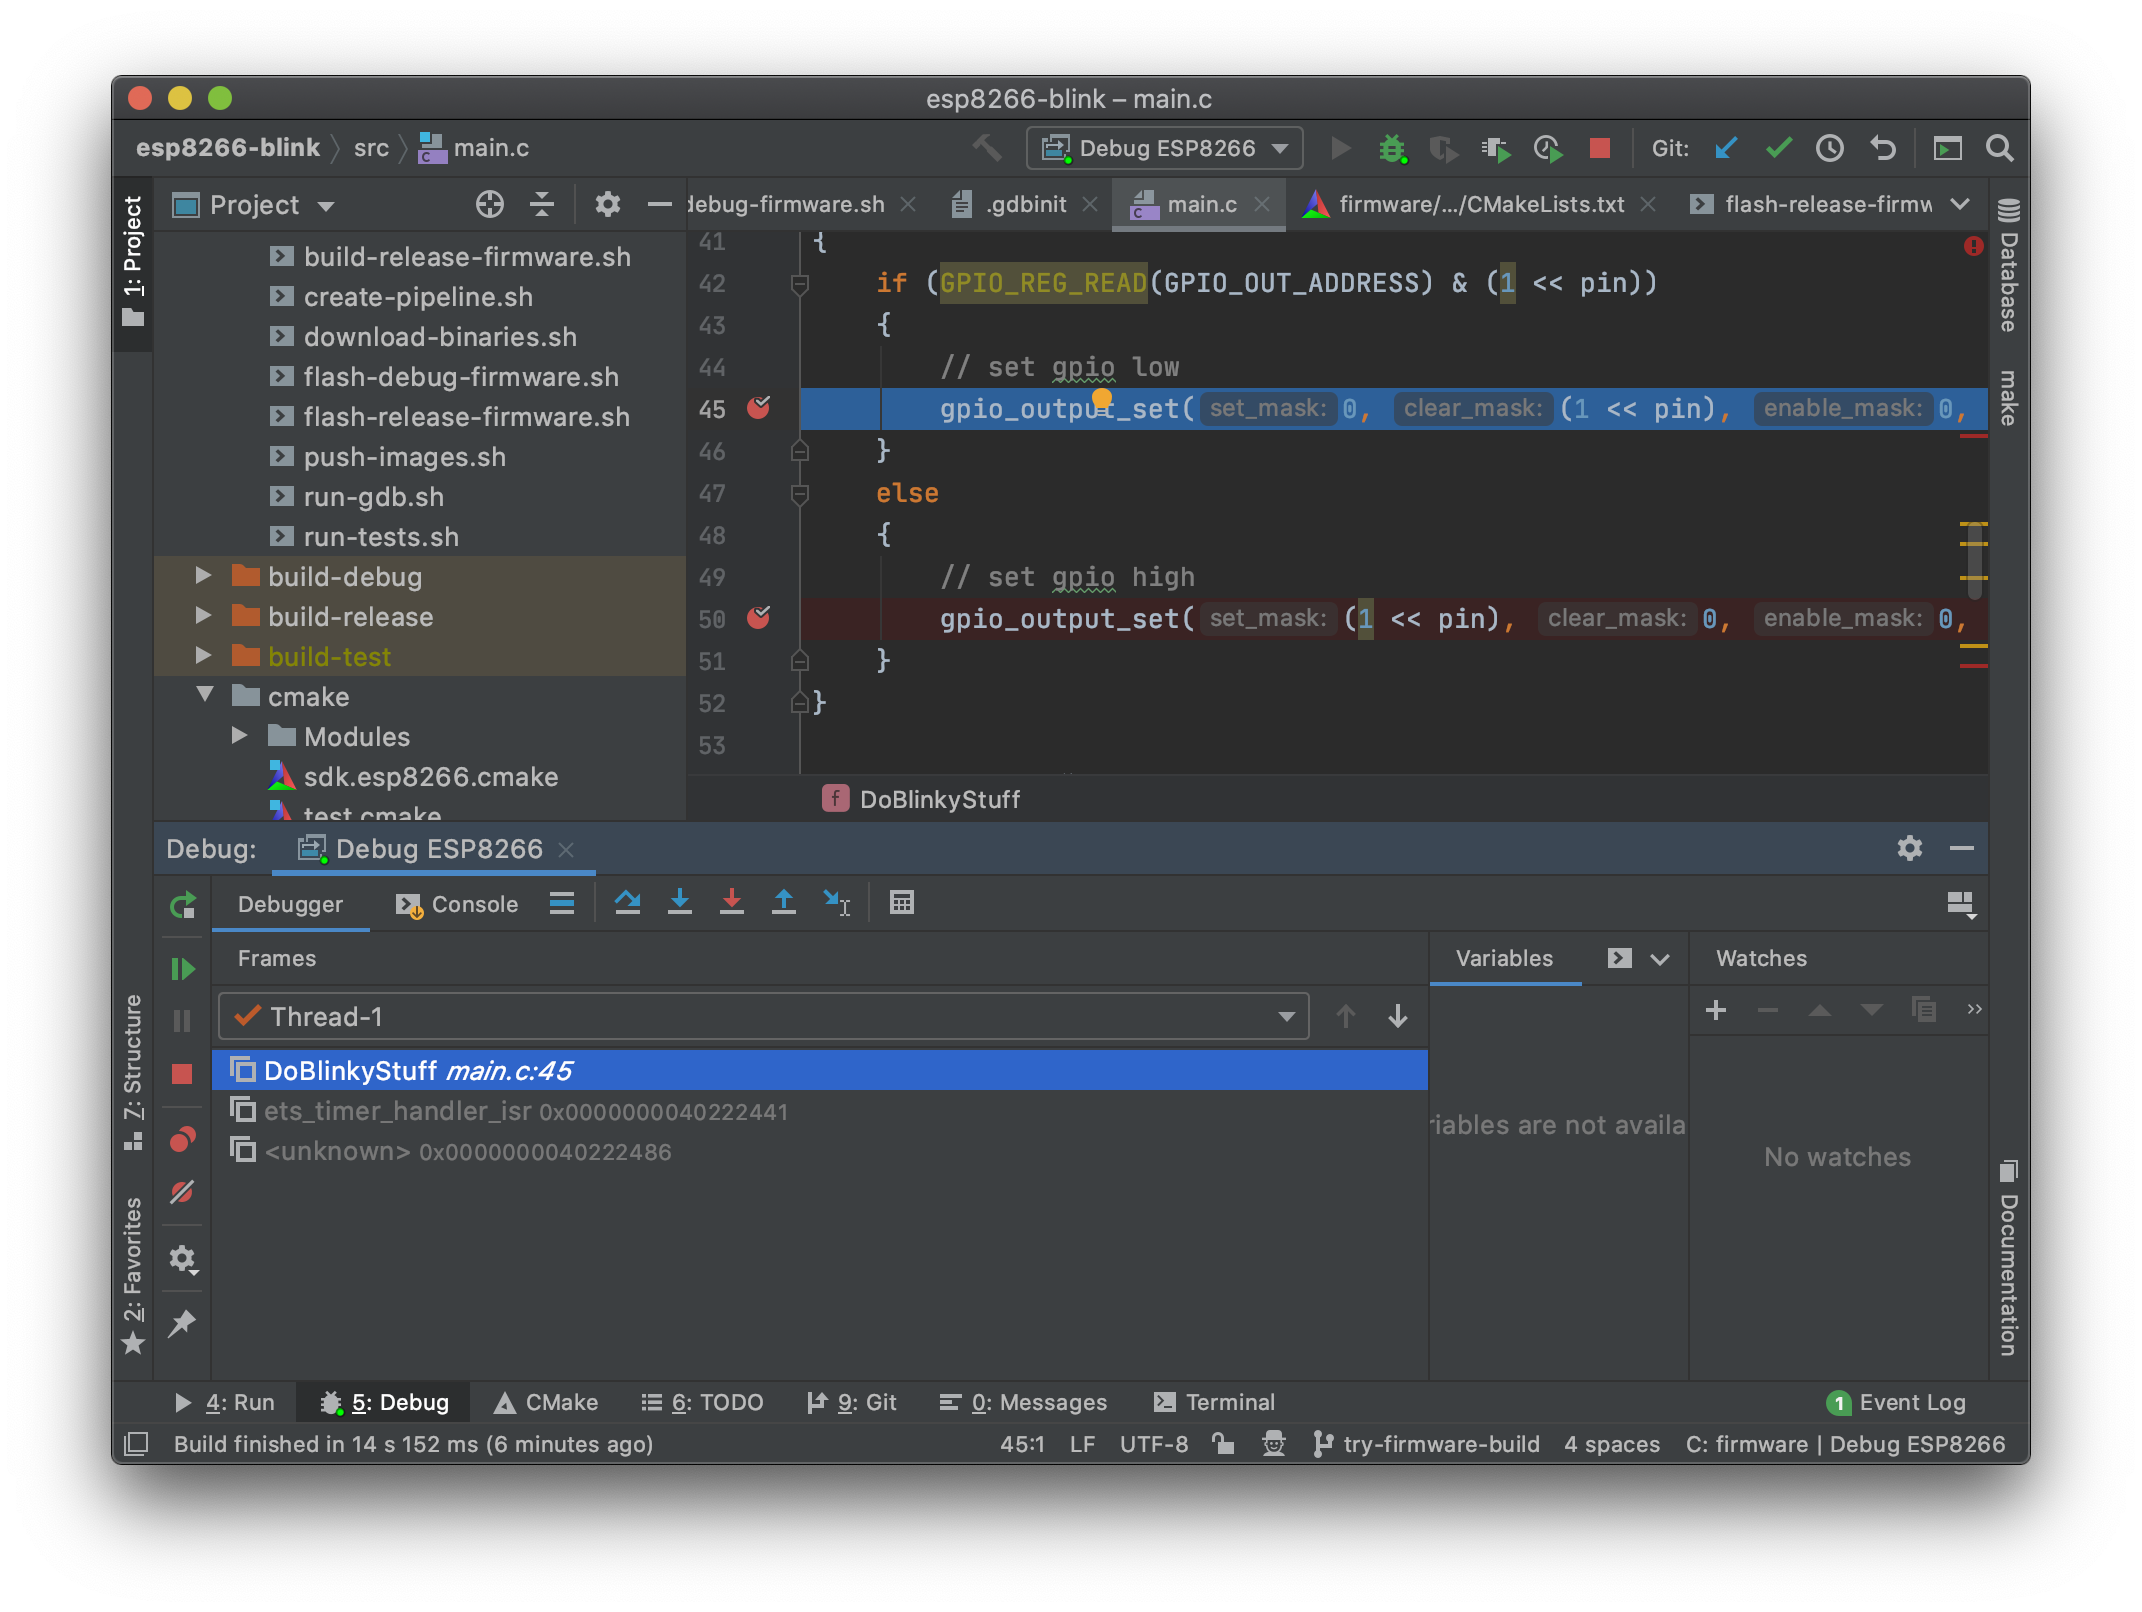 esp8266-blink – main.c
esp8266-blink src main.c
Debug ESP8266
Git:
1: Project
Project
debug-firmware.sh
.gdbinit
main.c
firmware/.../CMakeLists.txt
flash-release-firmw
build-release-firmware.sh
create-pipeline.sh
download-binaries.sh
flash-debug-firmware.sh
flash-release-firmware.sh
push-images.sh
run-gdb.sh
run-tests.sh
build-debug
build-release
build-test
cmake
Modules
sdk.esp8266.cmake
test.cmake
41 {
42 if (GPIO_REG_READ(GPIO_OUT_ADDRESS) & (1 << pin))
43 {
44 // set gpio low
45 gpio_output_set( set_mask: 0, clear_mask: (1 << pin), enable_mask: 0,
46 }
47 else
48 {
49 // set gpio high
50 gpio_output_set( set_mask: (1 << pin), clear_mask: 0, enable_mask: 0,
51 }
52 }
53
f DoBlinkyStuff
Database
make
Debug: Debug ESP8266
Debugger Console
Frames
Variables
Watches
Thread-1
DoBlinkyStuff main.c:45
ets_timer_handler_isr 0x0000000040222441
<unknown> 0x0000000040222486
riables are not availa
No watches
7: Structure
2: Favorites
Documentation
4: Run 5: Debug CMake 6: TODO 9: Git 0: Messages Terminal 1 Event Log
Build finished in 14 s 152 ms (6 minutes ago) 45:1 LF UTF-8 try-firmware-build 4 spaces C: firmware | Debug ESP8266